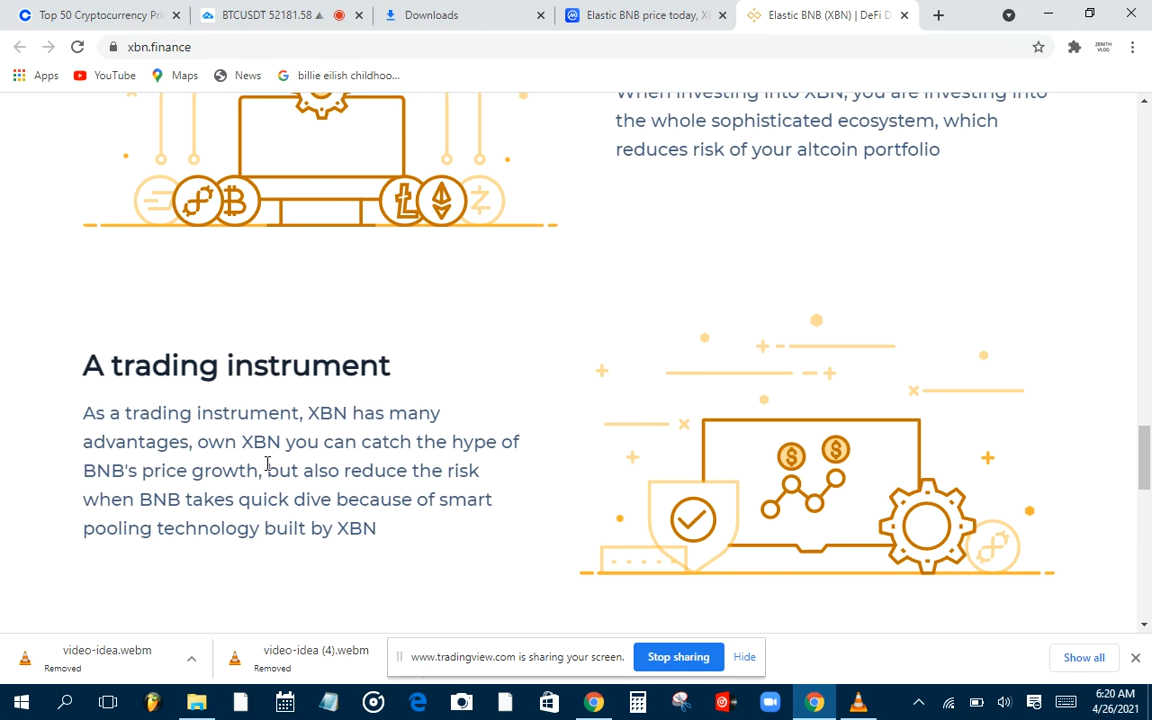 Top 50 Cryptocurrency Pri
BTCUSDT 52181.58
Downloads
Elastic BNB price today, X
Elastic BNB (XBN) | DeFi D
xbn.finance
ZENITH VLOG
Apps
YouTube
Maps
News
billie eilish childhoo...
When investing into XBN, you are investing into
the whole sophisticated ecosystem, which
reduces risk of your altcoin portfolio
A trading instrument
As a trading instrument, XBN has many
advantages, own XBN you can catch the hype of
BNB's price growth, but also reduce the risk
when BNB takes quick dive because of smart
pooling technology built by XBN
video-idea.webm
Removed
video-idea (4).webm
Removed
www.tradingview.com is sharing your screen.
Stop sharing
Hide
Show all
6:20 AM
4/26/2021